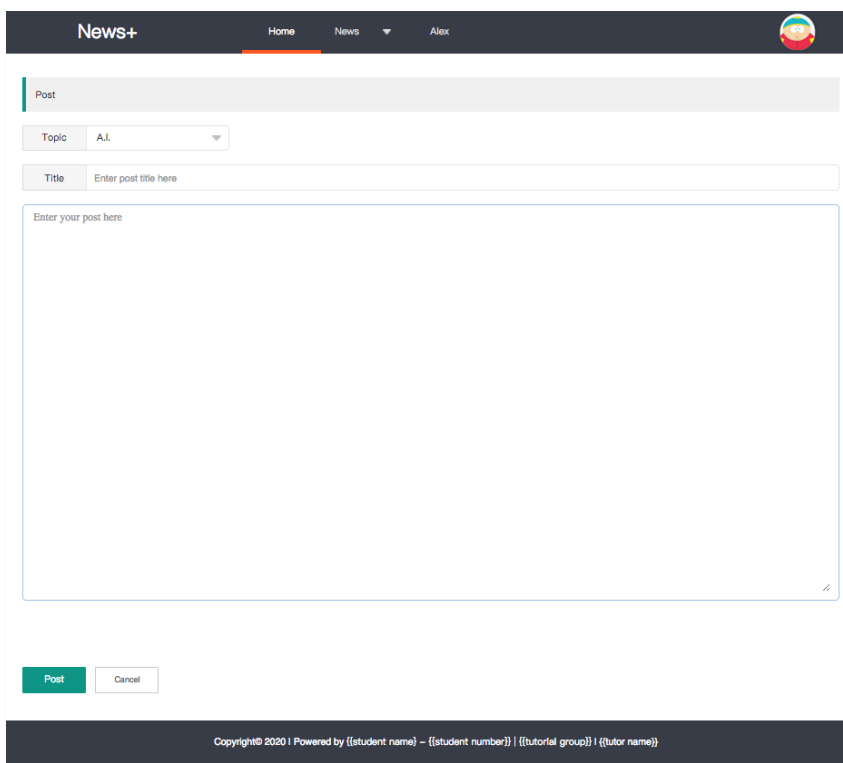 News+ Home News Alex
Post
Topic A.I.
Title Enter post title here
Enter your post here
Post Cancel
Copyright© 2020 | Powered by {{student name} – {{student number}} | {{tutorial group}} | {{tutor name}}